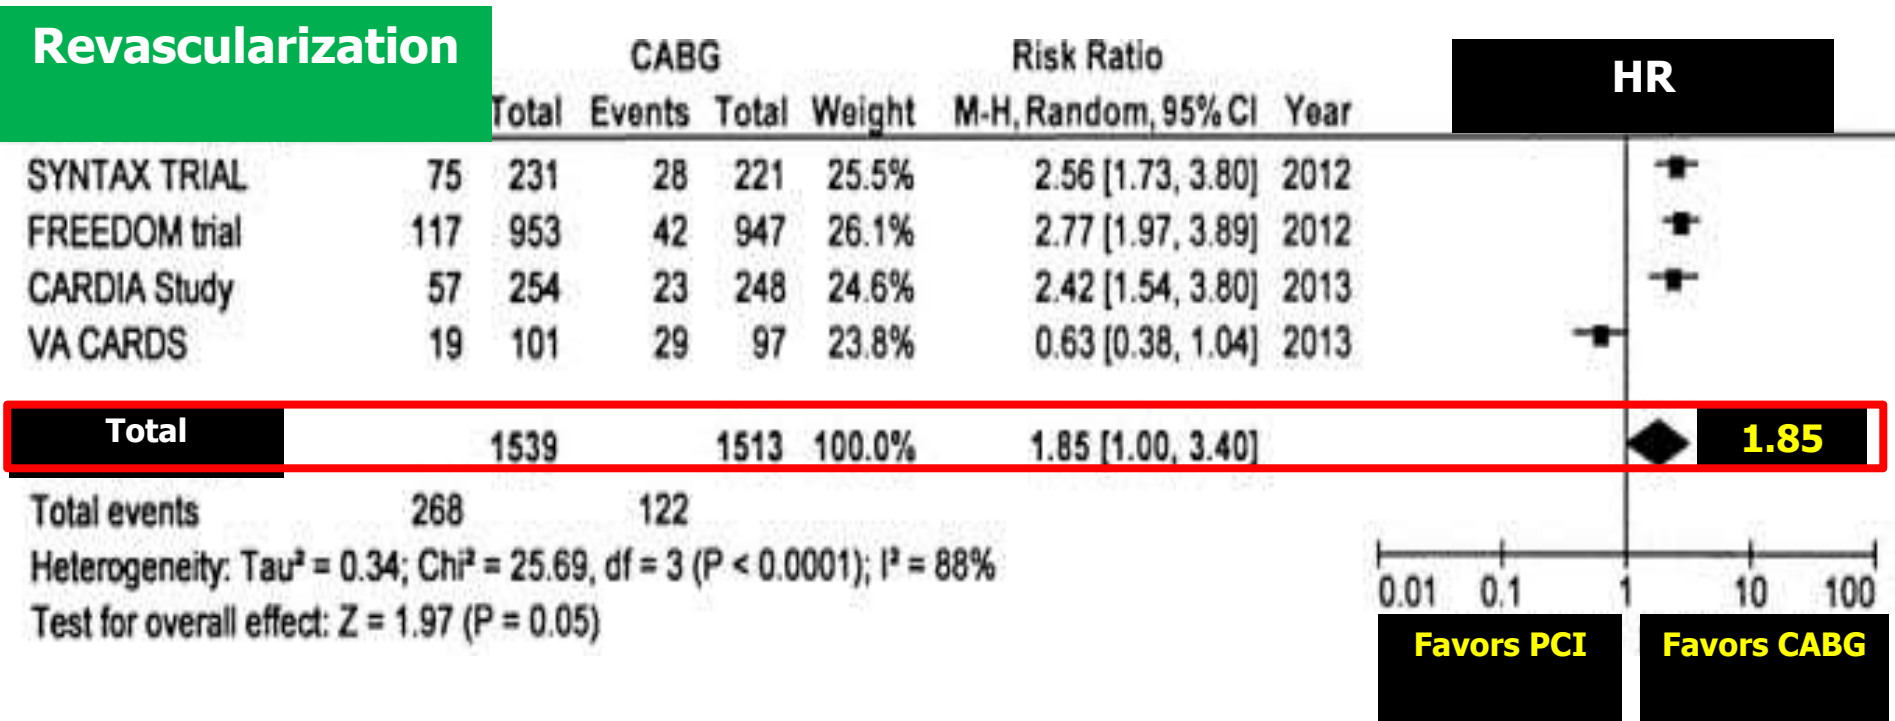 Revascularization CABG Risk Ratio HR
Total Events Total Weight M-H, Random, 95% CI Year
SYNTAX TRIAL 75 231 28 221 25.5% 2.56 [1.73, 3.80] 2012
FREEDOM trial 117 953 42 947 26.1% 2.77 [1.97, 3.89] 2012
CARDIA Study 57 254 23 248 24.6% 2.42 [1.54, 3.80] 2013
VA CARDS 19 101 29 97 23.8% 0.63 [0.38, 1.04] 2013
Total 1539 1513 100.0% 1.85 [1.00, 3.40] 1.85
Total events 268 122
Heterogeneity: Tau² = 0.34; Chi² = 25.69, df = 3 (P < 0.0001); I² = 88%
0.01 0.1 1 10 100
Test for overall effect: Z = 1.97 (P = 0.05)
Favors PCI Favors CABG